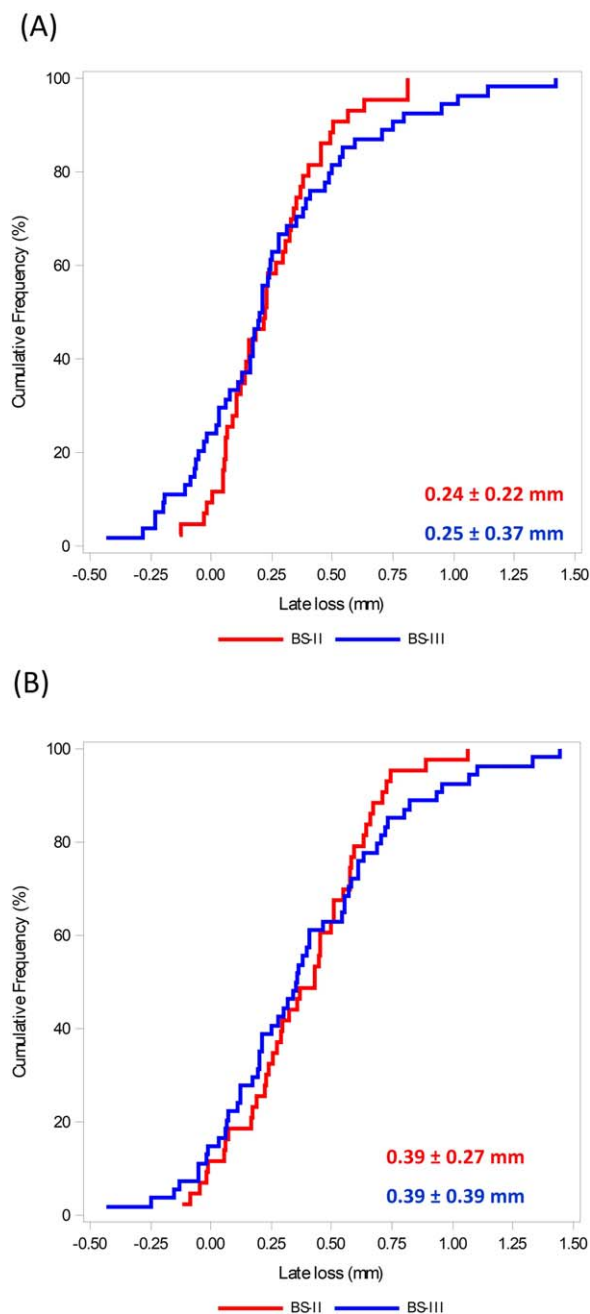 (A)
100
80
60
40
20
0
Cumulative Frequency (%)
0.24 ± 0.22 mm
0.25 ± 0.37 mm
-0.50 -0.25 0.00 0.25 0.50 0.75 1.00 1.25 1.50
Late loss (mm)
BS-II BS-III
(B)
100
80
60
40
20
0
Cumulative Frequency (%)
0.39 ± 0.27 mm
0.39 ± 0.39 mm
-0.50 -0.25 0.00 0.25 0.50 0.75 1.00 1.25 1.50
Late loss (mm)
BS-II BS-III